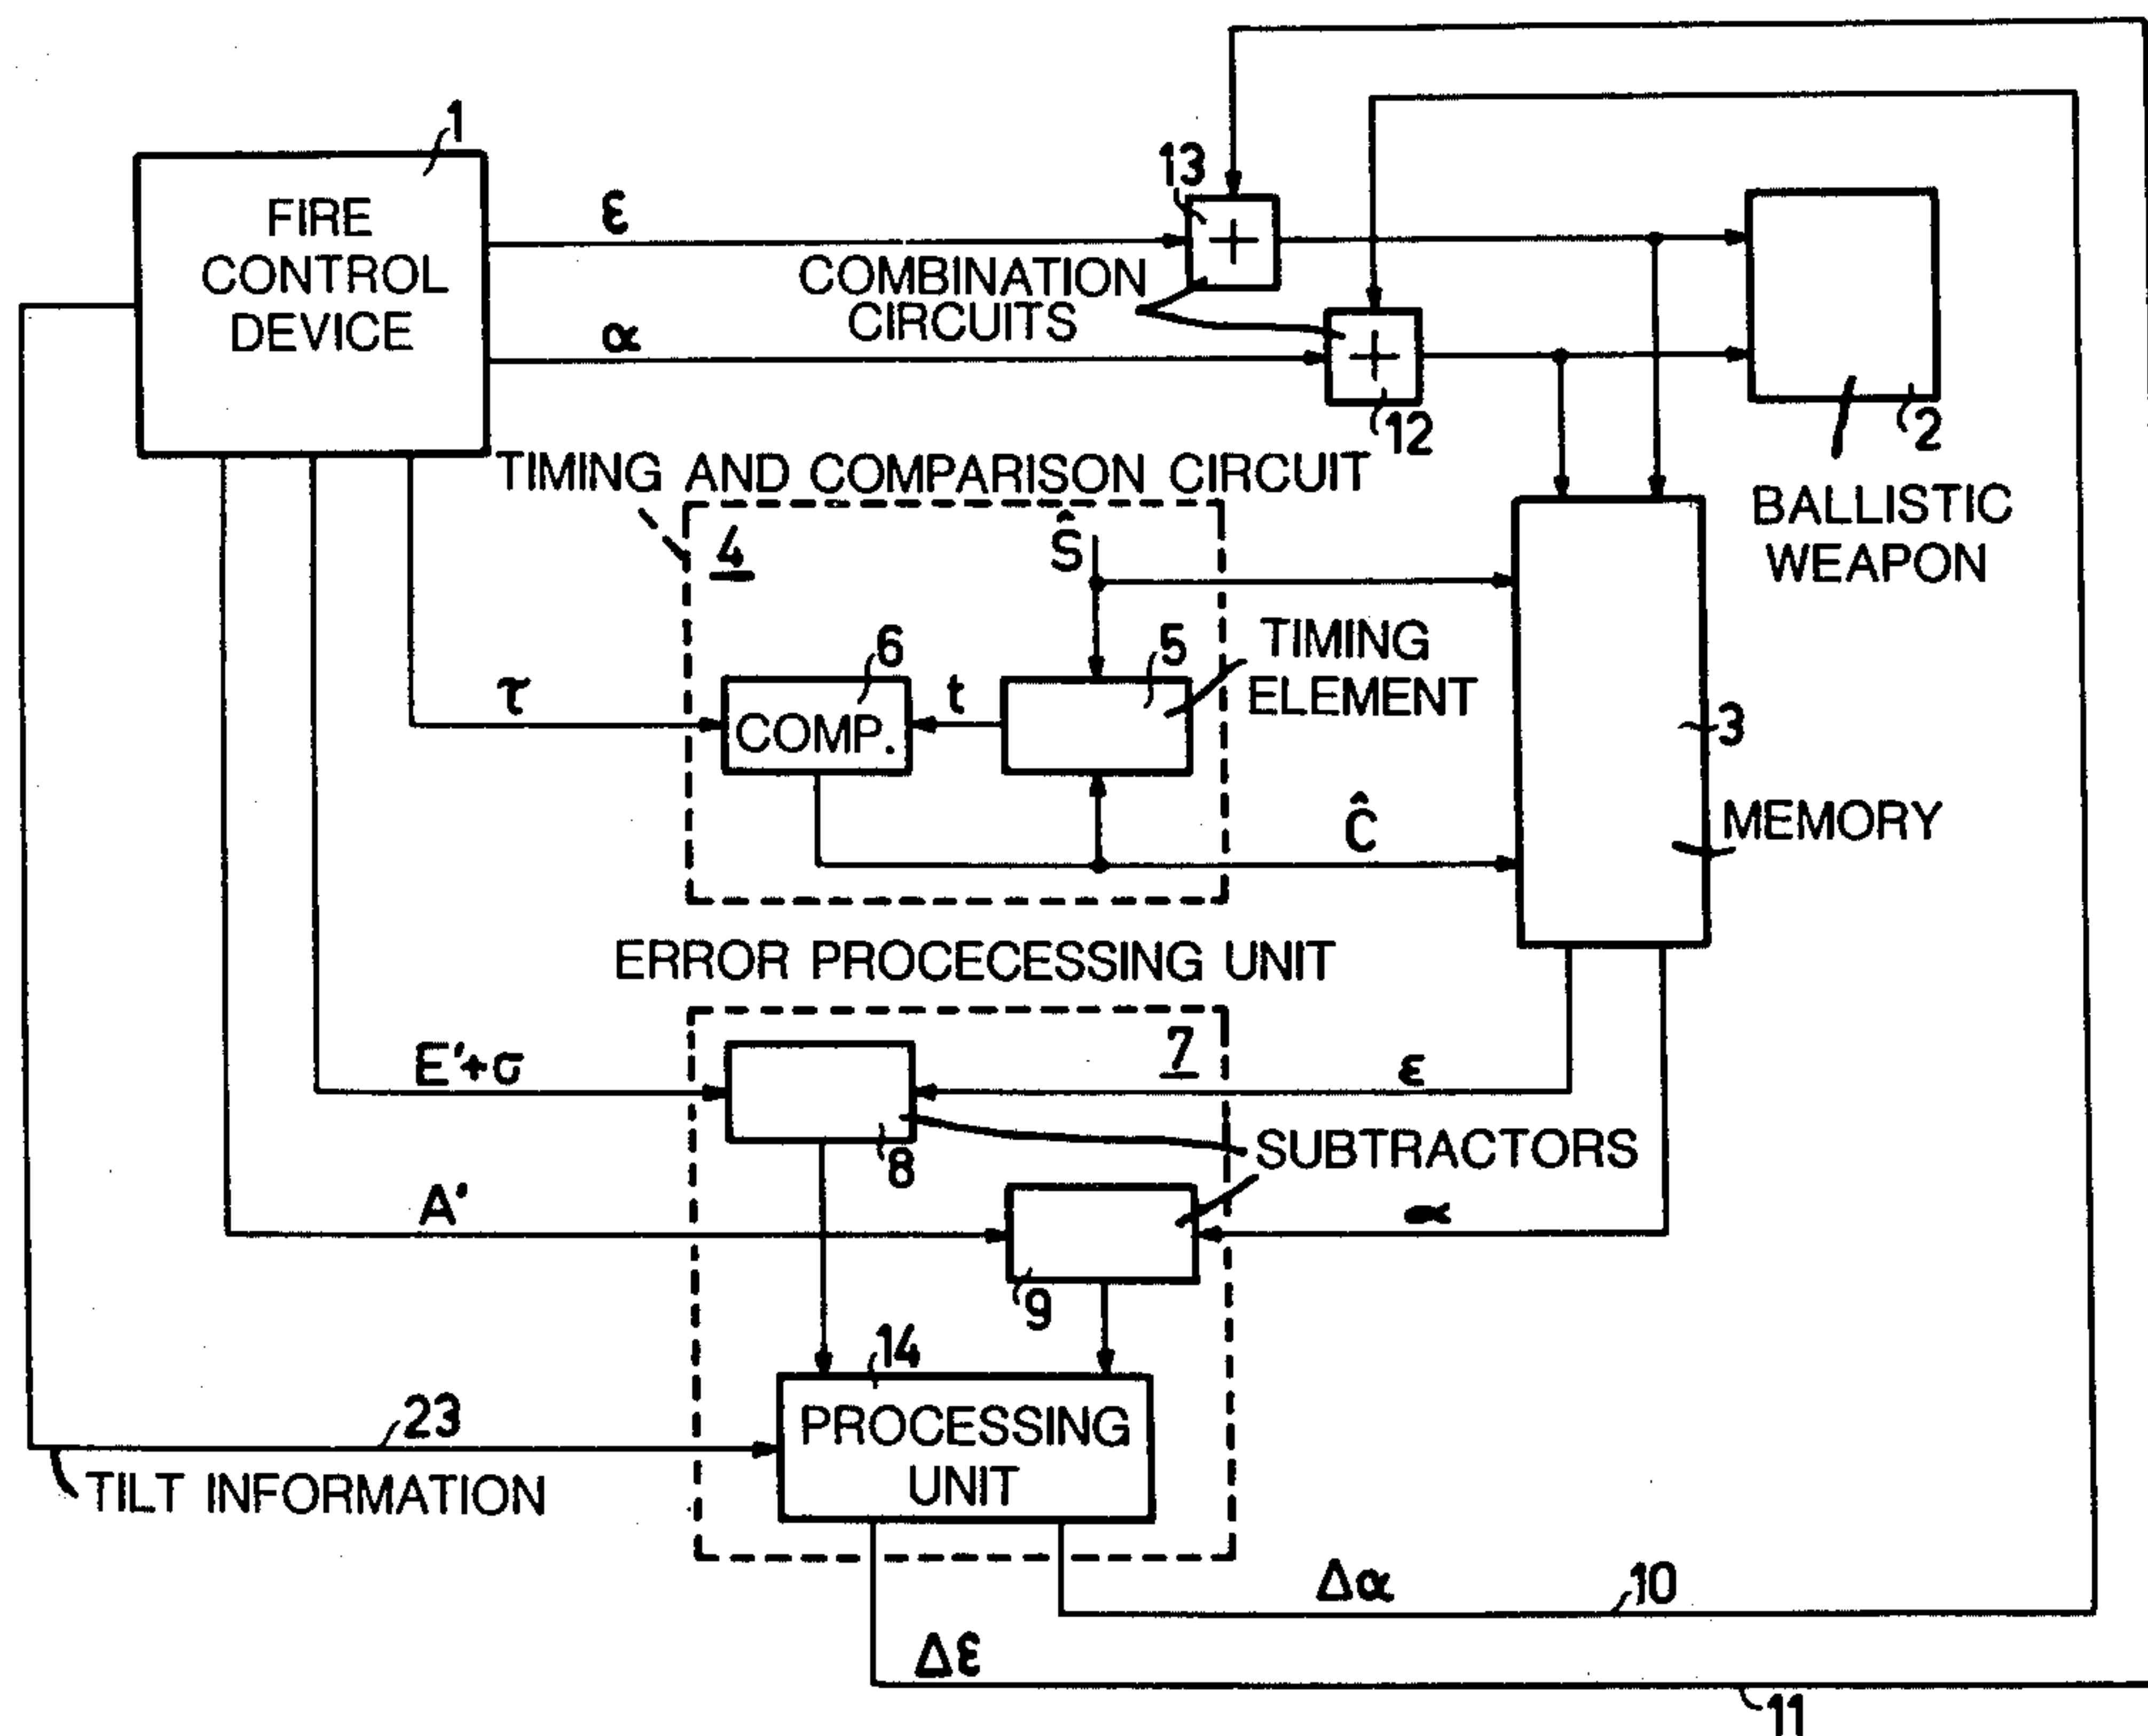 1
FIRE
CONTROL
DEVICE
ε
α
13
+
COMBINATION
CIRCUITS
+
12
2
BALLISTIC
WEAPON
TIMING AND COMPARISON CIRCUIT
4
Ŝ
6
COMP.
t
5
TIMING
ELEMENT
τ
3
MEMORY
Ĉ
ERROR PROCECESSING UNIT
7
E'+σ
ε
8
SUBTRACTORS
A'
α
9
14
PROCESSING
UNIT
23
TILT INFORMATION
Δα
10
Δε
11